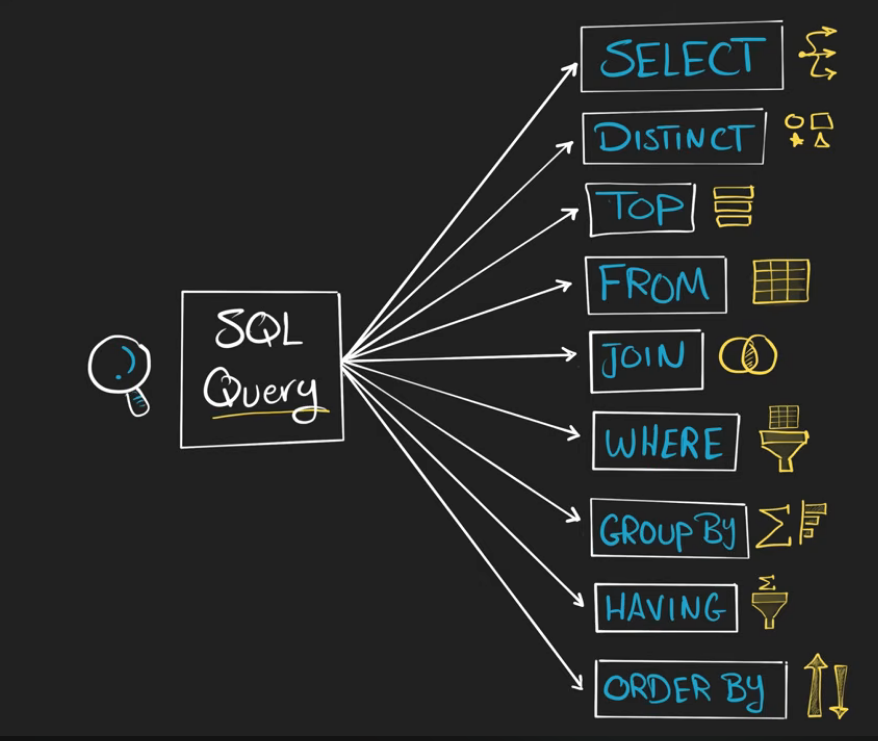 SQL
Query
SELECT
DISTINCT
TOP
FROM
JOIN
WHERE
GROUP BY
Σ
HAVING
Σ
ORDER BY